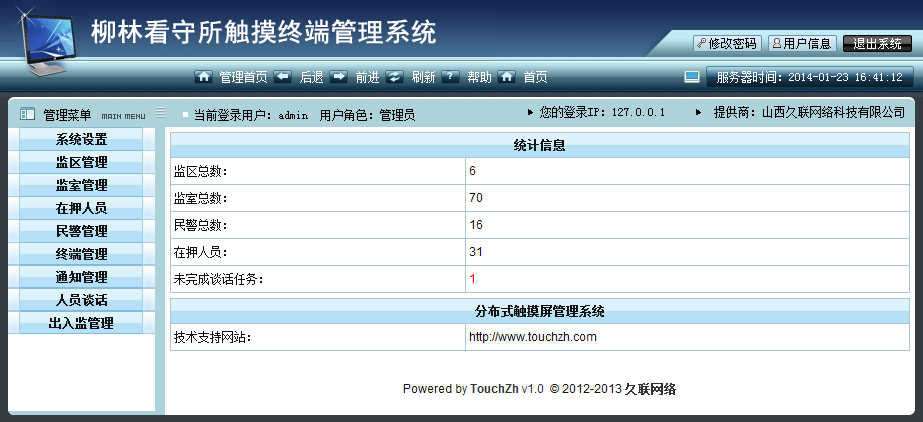 柳林看守所触摸终端管理系统
修改密码 用户信息 退出系统
管理首页 后退 前进 刷新 帮助 首页 服务器时间：2014-01-23 16:41:12
管理菜单 MAIN MENU 当前登录用户：admin 用户角色：管理员 您的登录IP：127.0.0.1 提供商：山西久联网络科技有限公司
系统设置
监区管理
监室管理
在押人员
民警管理
终端管理
通知管理
人员谈话
出入监管理
统计信息
监区总数： 6
监室总数： 70
民警总数： 16
在押人员： 31
未完成谈话任务： 1
分布式触摸屏管理系统
技术支持网站： http://www.touchzh.com
Powered by TouchZh v1.0 © 2012-2013 久联网络